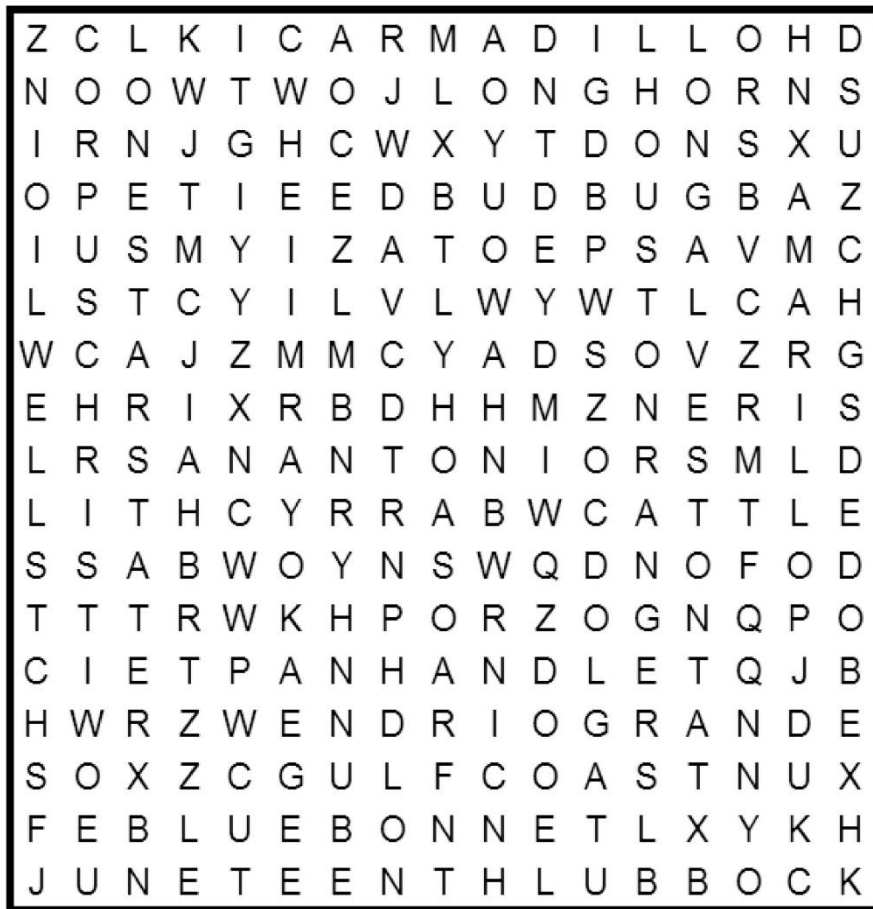 Z C L K I C A R M A D I L L O H D
N O O W T W O J L O N G H O R N S
I R N J G H C W X Y T D O N S X U
O P E T I E E D B U D B U G B A Z
I U S M Y I Z A T O E P S A V M C
L S T C Y I L V L W Y W T L C A H
W C A J Z M M C Y A D S O V Z R G
E H R I X R B D H H M Z N E R I S
L R S A N A N T O N I O R S M L D
L I T H C Y R R A B W C A T T L E
S S A B W O Y N S W Q D N O F O D
T T T R W K H P O R Z O G N Q P O
C I E T P A N H A N D L E T Q J B
H W R Z W E N D R I O G R A N D E
S O X Z C G U L F C O A S T N U X
F E B L U E B O N N E T L X Y K H
J U N E T E E N T H L U B B O C K